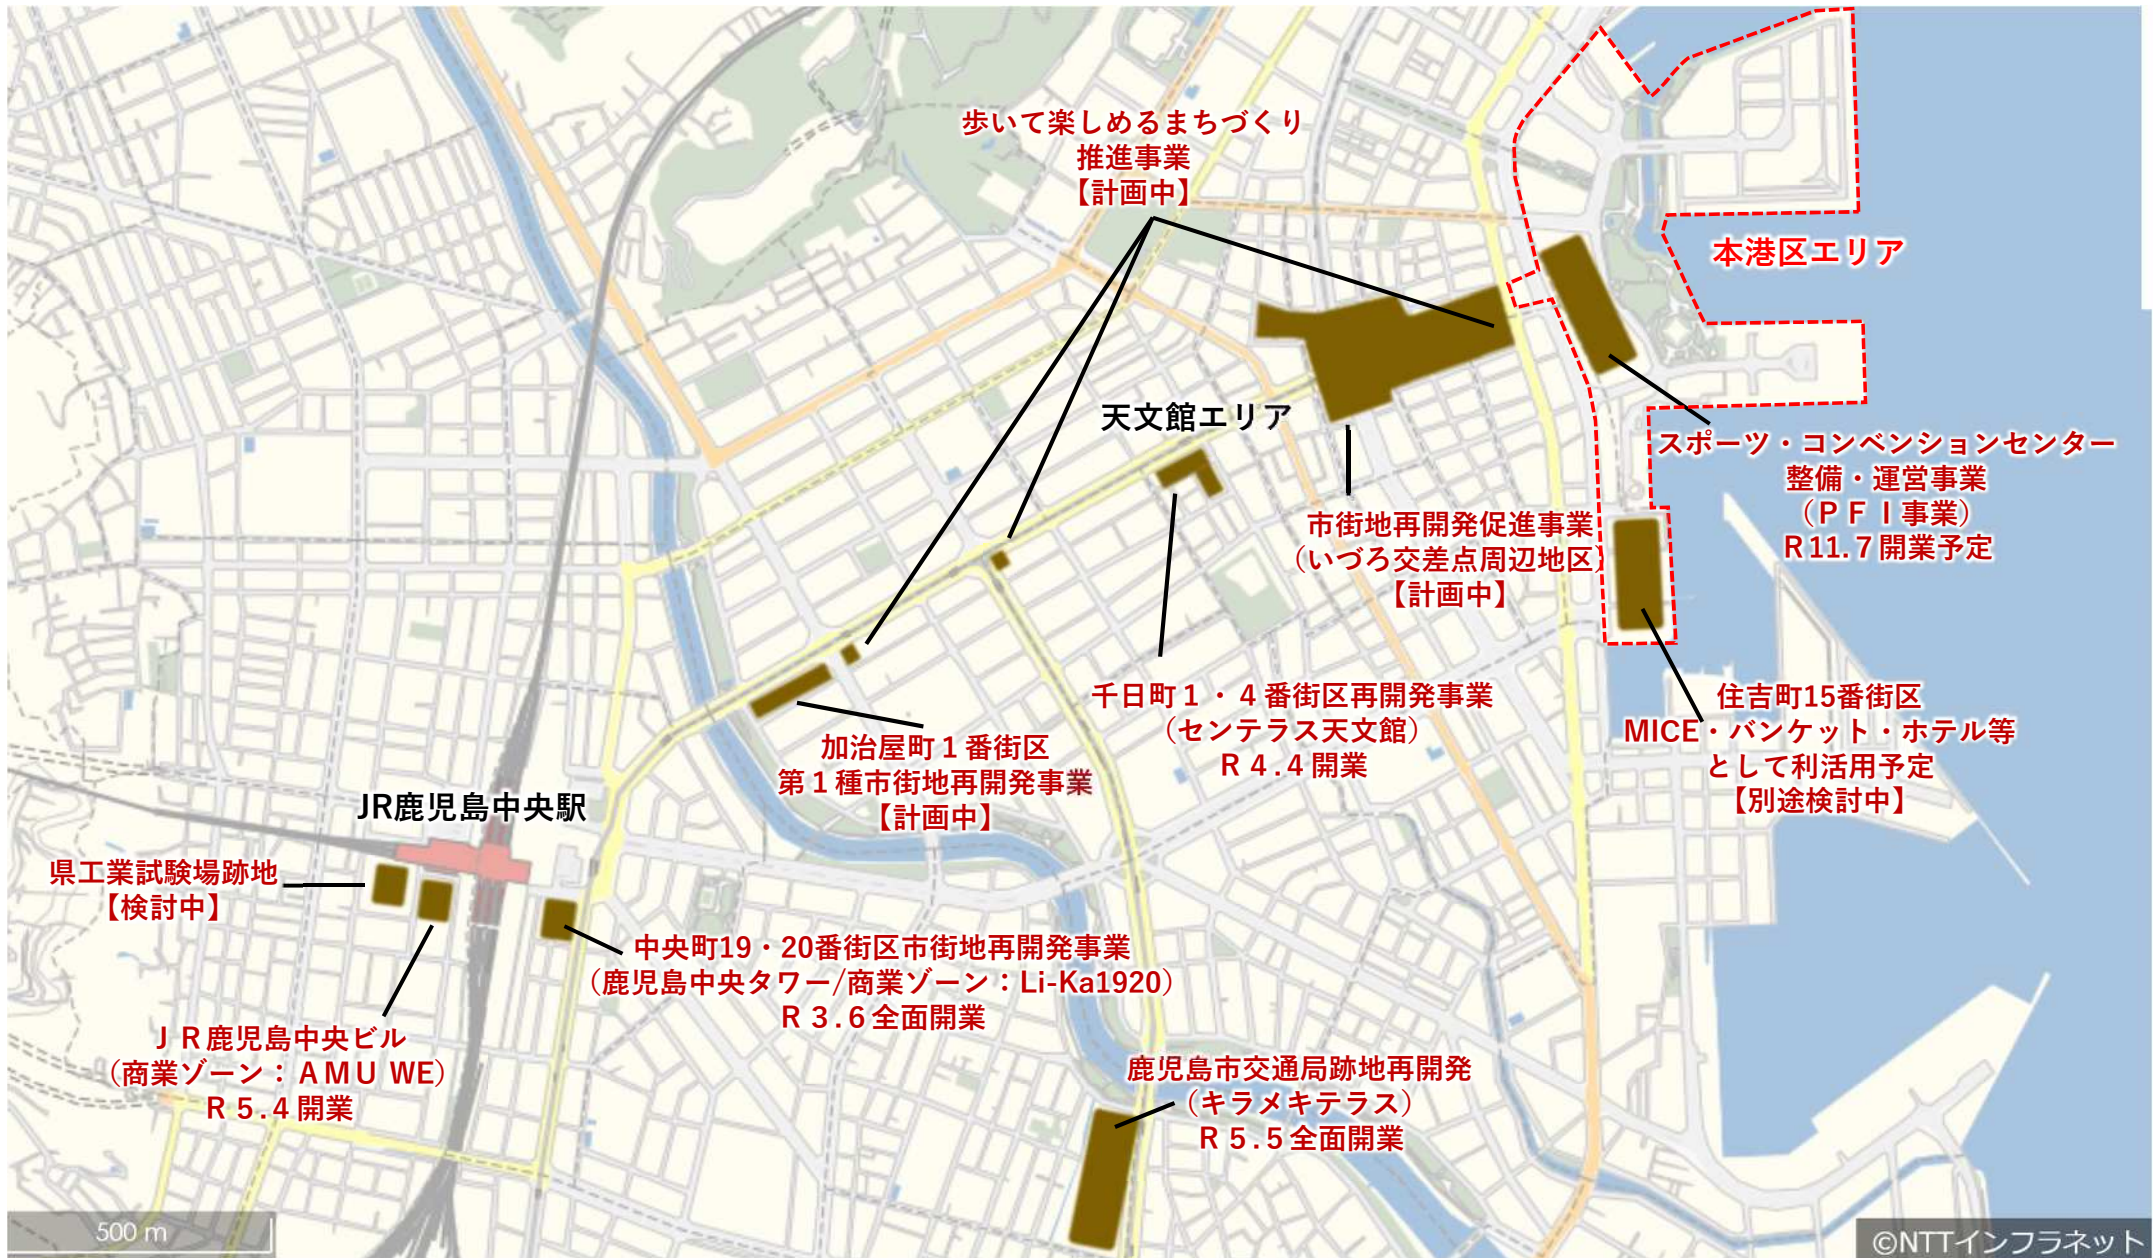 歩いて楽しめるまちづくり
推進事業
【計画中】
本港区エリア
天文館エリア
スポーツ・コンベンションセンター
整備・運営事業
（ＰＦＩ事業）
Ｒ11.７開業予定
市街地再開発促進事業
（いづろ交差点周辺地区）
【計画中】
千日町１・４番街区再開発事業
（センテラス天文館）
Ｒ４.４開業
住吉町15番街区
MICE・バンケット・ホテル等
として利活用予定
【別途検討中】
加治屋町１番街区
第１種市街地再開発事業
【計画中】
JR鹿児島中央駅
県工業試験場跡地
【検討中】
中央町19・20番街区市街地再開発事業
（鹿児島中央タワー/商業ゾーン：Li-Ka1920）
Ｒ３.６全面開業
ＪＲ鹿児島中央ビル
（商業ゾーン：ＡＭＵ WE）
Ｒ５.４開業
鹿児島市交通局跡地再開発
（キラメキテラス）
Ｒ５.５全面開業
500 m
©NTTインフラネット